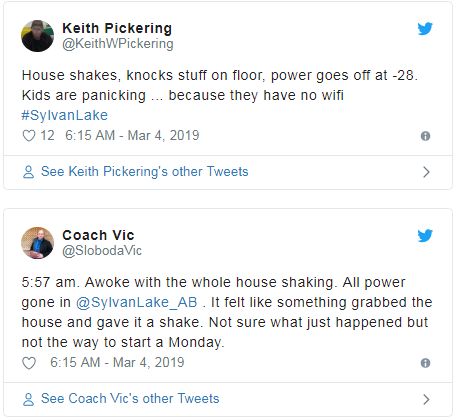 Keith Pickering
@KeithWPickering
House shakes, knocks stuff on floor, power goes off at -28.
Kids are panicking ... because they have no wifi
#SylvanLake
12 6:15 AM - Mar 4, 2019
See Keith Pickering's other Tweets
Coach Vic
@SlobodaVic
5:57 am. Awoke with the whole house shaking. All power
gone in @SylvanLake_AB . It felt like something grabbed the
house and gave it a shake. Not sure what just happened but
not the way to start a Monday.
6:15 AM - Mar 4, 2019
See Coach Vic's other Tweets